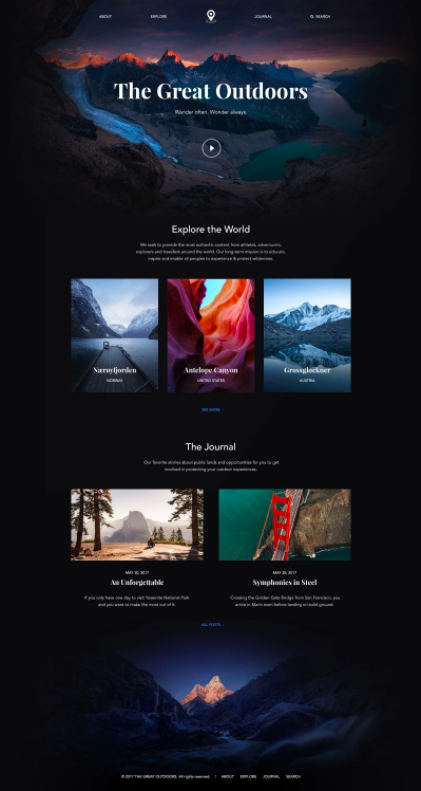 ABOUT
EXPLORE
JOURNAL
SEARCH
The Great Outdoors
Wander often. Wonder always.
Explore the World
We seek to provide the most authentic content from athletes, adventurers,
explorers and travellers around the world. Our long-term mission is to educate,
inspire and enable all peoples to experience & protect wilderness.
Nærøyfjorden
NORWAY
Antelope Canyon
UNITED STATES
Grossglockner
AUSTRIA
SEE MORE
The Journal
Our favorite stories about public lands and opportunities for you to get
involved in protecting your outdoor experiences.
An Unforgettable
If you only have one day to visit Yosemite National Park
and you want to make the most out of it.
Symphonies in Steel
Crossing the Golden Gate Bridge from San Francisco, you
arrive in Marin even before landing on solid ground.
ALL POSTS
© 2017 THE GREAT OUTDOORS. All rights reserved. | ABOUT EXPLORE JOURNAL SEARCH